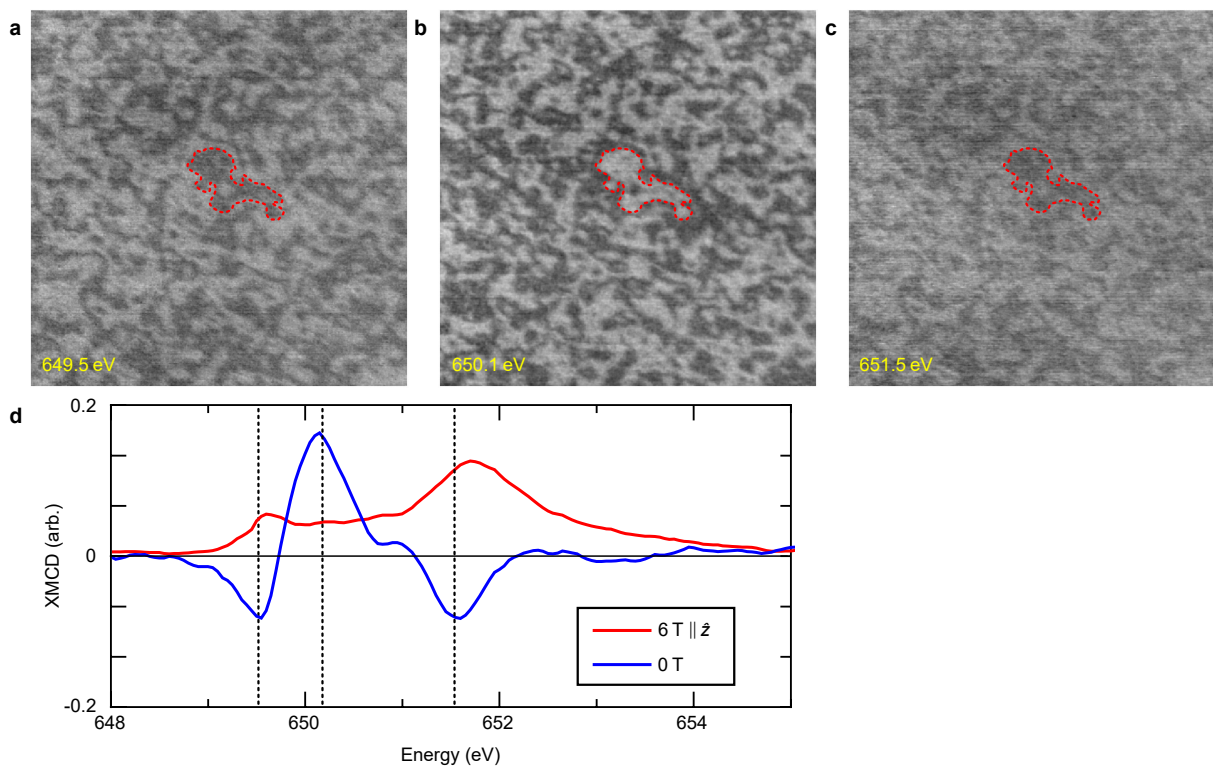 a
b
c
649.5 eV
650.1 eV
651.5 eV
d
0.2
0
-0.2
XMCD (arb.)
6 T ∥ ẑ
0 T
648
650
652
654
Energy (eV)